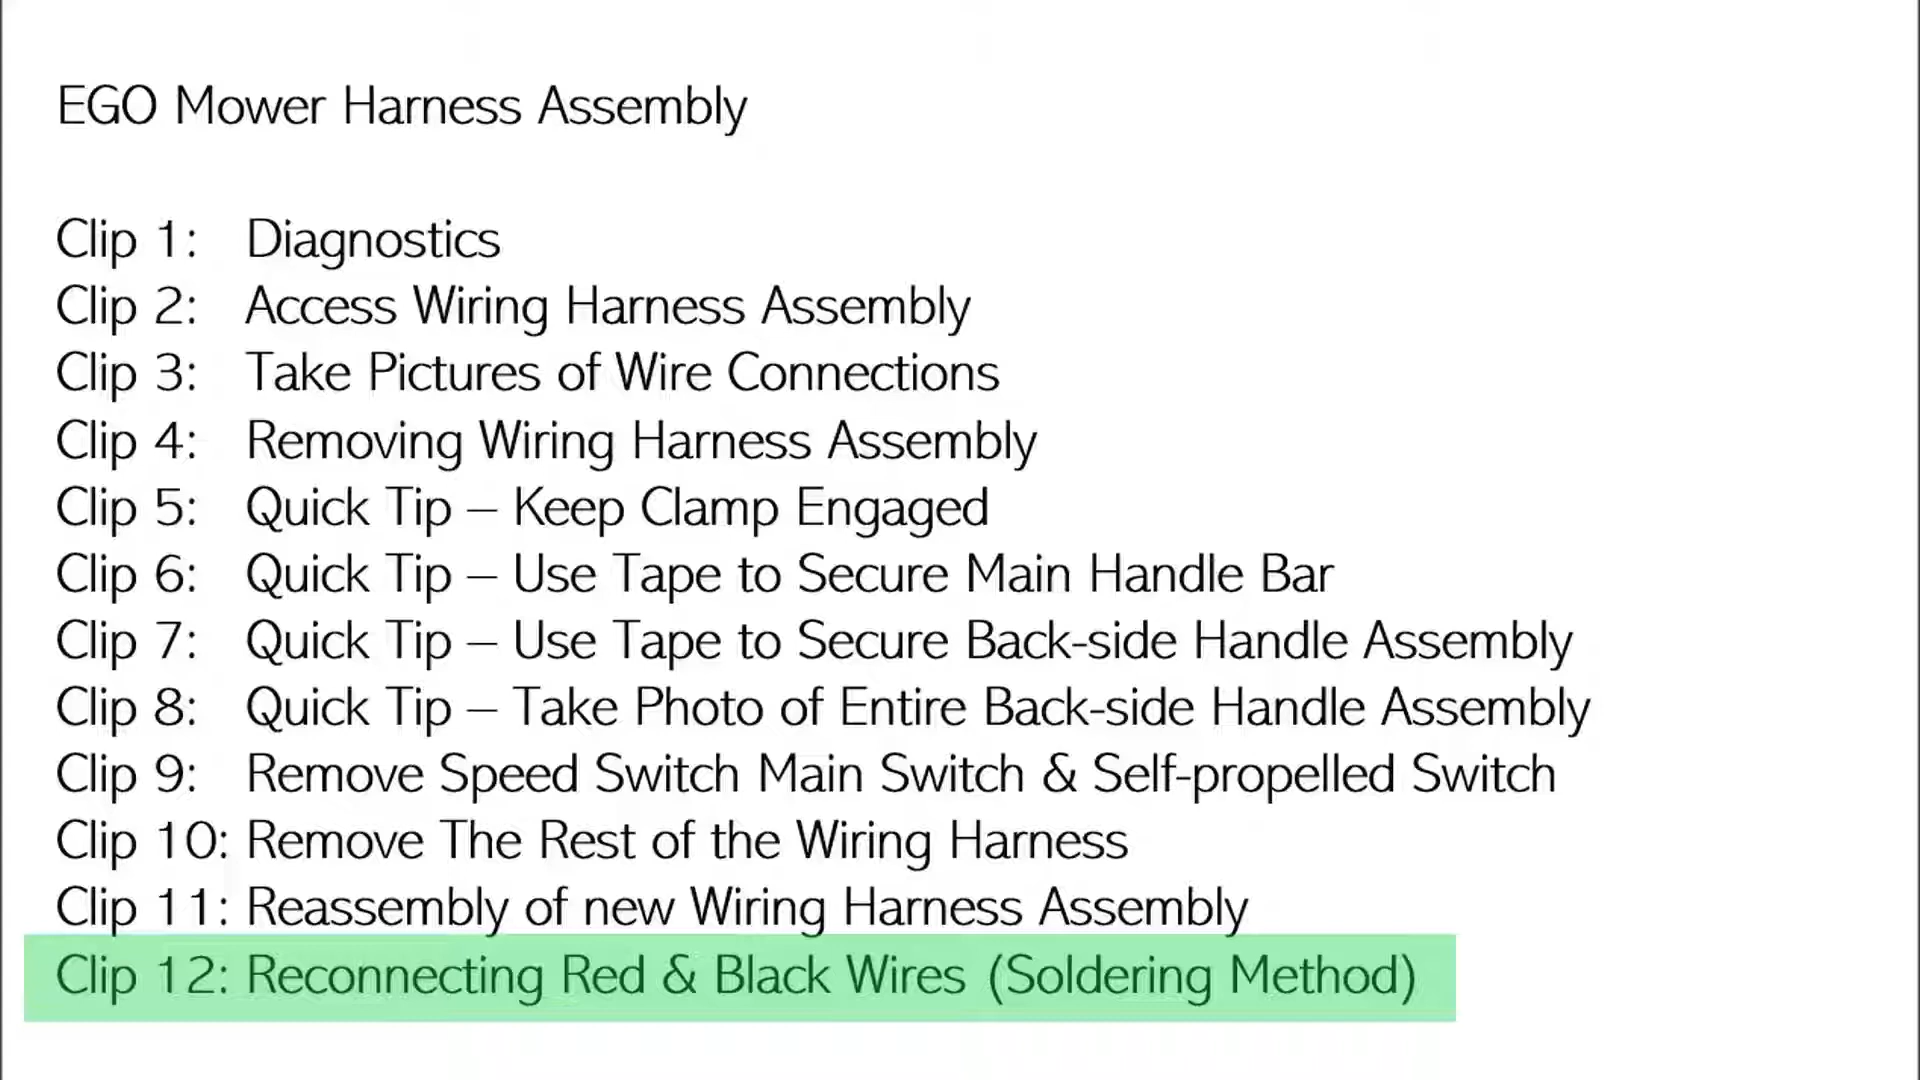 EGO Mower Harness Assembly
Clip 1: Diagnostics
Clip 2: Access Wiring Harness Assembly
Clip 3: Take Pictures of Wire Connections
Clip 4: Removing Wiring Harness Assembly
Clip 5: Quick Tip – Keep Clamp Engaged
Clip 6: Quick Tip – Use Tape to Secure Main Handle Bar
Clip 7: Quick Tip – Use Tape to Secure Back-side Handle Assembly
Clip 8: Quick Tip – Take Photo of Entire Back-side Handle Assembly
Clip 9: Remove Speed Switch Main Switch & Self-propelled Switch
Clip 10: Remove The Rest of the Wiring Harness
Clip 11: Reassembly of new Wiring Harness Assembly
Clip 12: Reconnecting Red & Black Wires (Soldering Method)